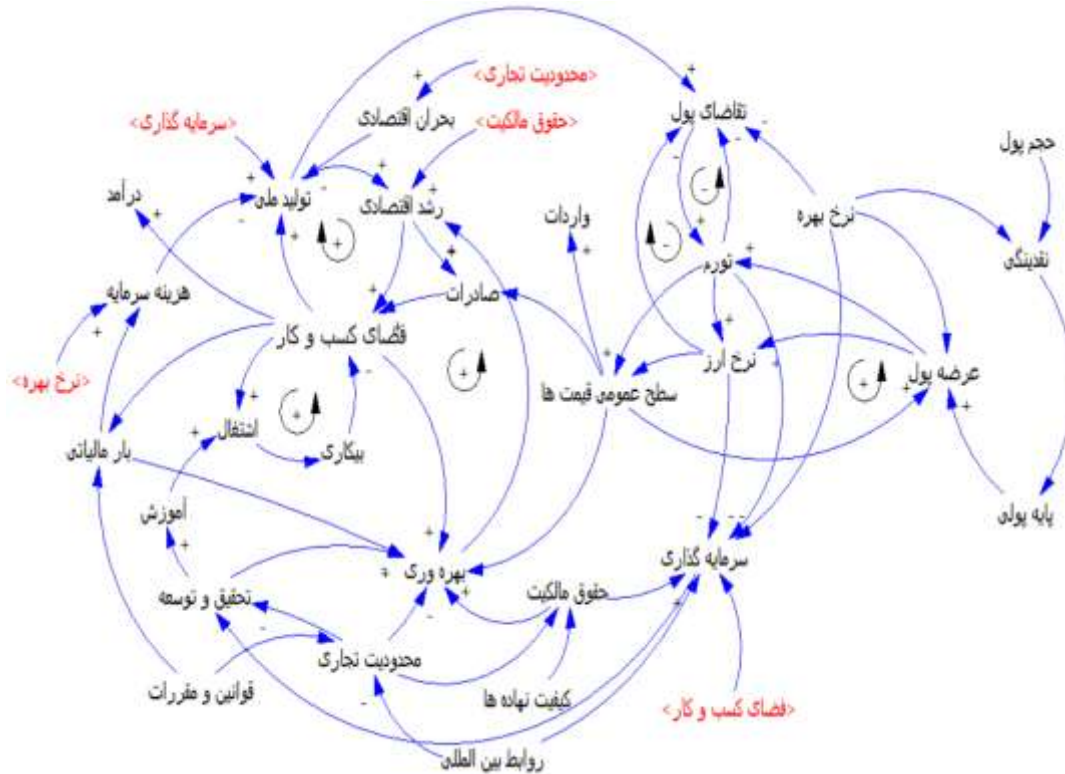 <محدودیت تجاری>
تقاضای پول
بحران اقتصادی
<حقوق مالکیت>
<سرمایه گذاری>
حجم پول
درآمد
تولید ملی
رشد اقتصادی
واردات
نرخ بهره
نقدینگی
تورم
هزینه سرمایه
صادرات
فضای کسب و کار
نرخ ارز
عرضه پول
<نرخ بهره>
سطح عمومی قیمت ها
اشتغال
بیکاری
بار مالیاتی
آموزش
پایه پولی
سرمایه گذاری
بهره وری
حقوق مالکیت
تحقیق و توسعه
محدودیت تجاری
قوانین و مقررات
کیفیت نهاده ها
<فضای کسب و کار>
روابط بین المللی